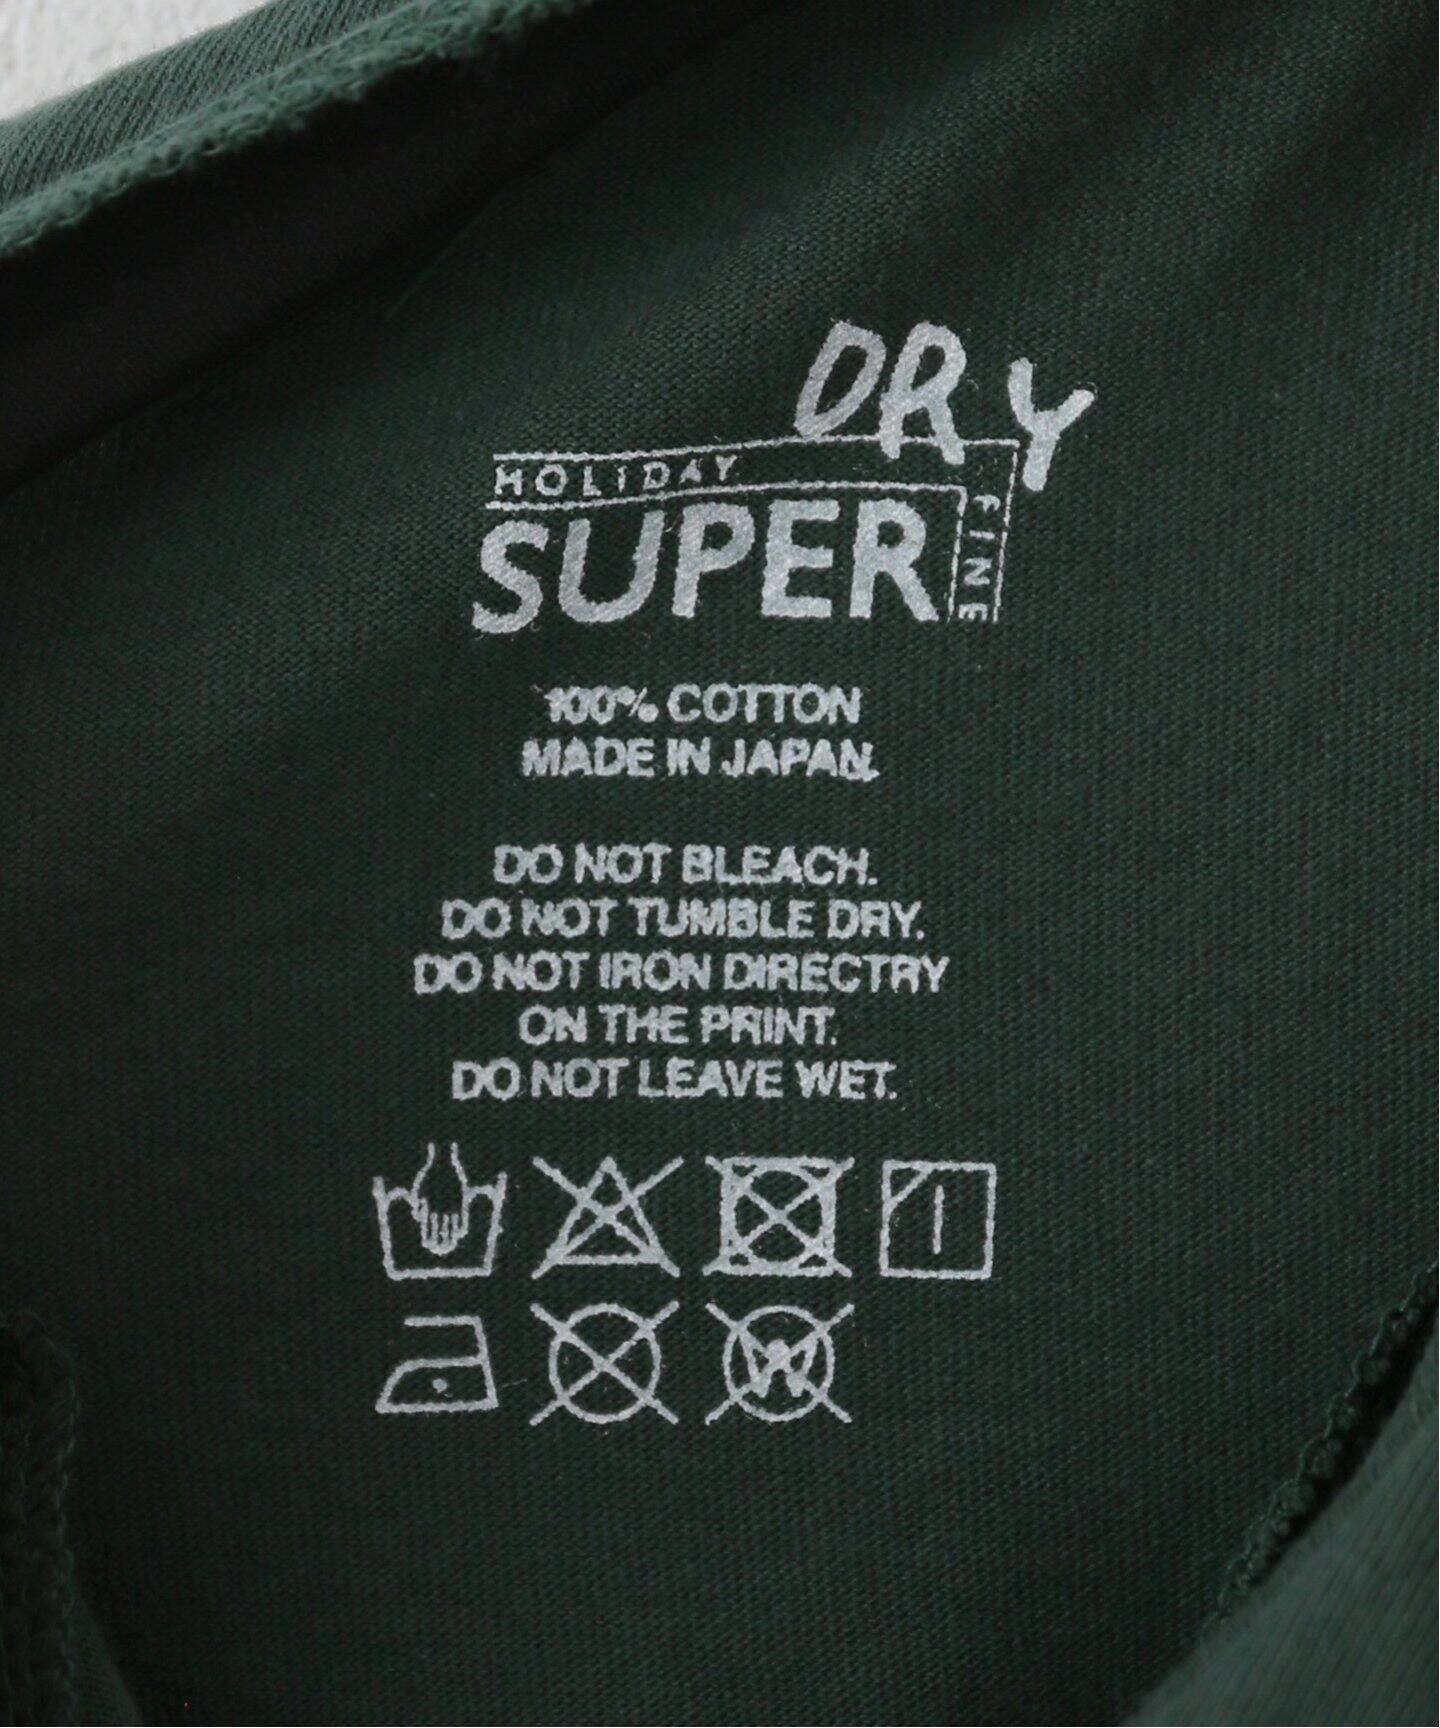 DRY
HOLIDAY
FINE
SUPER
100% COTTON
MADE IN JAPAN.
DO NOT BLEACH.
DO NOT TUMBLE DRY.
DO NOT IRON DIRECTRY
ON THE PRINT.
DO NOT LEAVE WET.
W